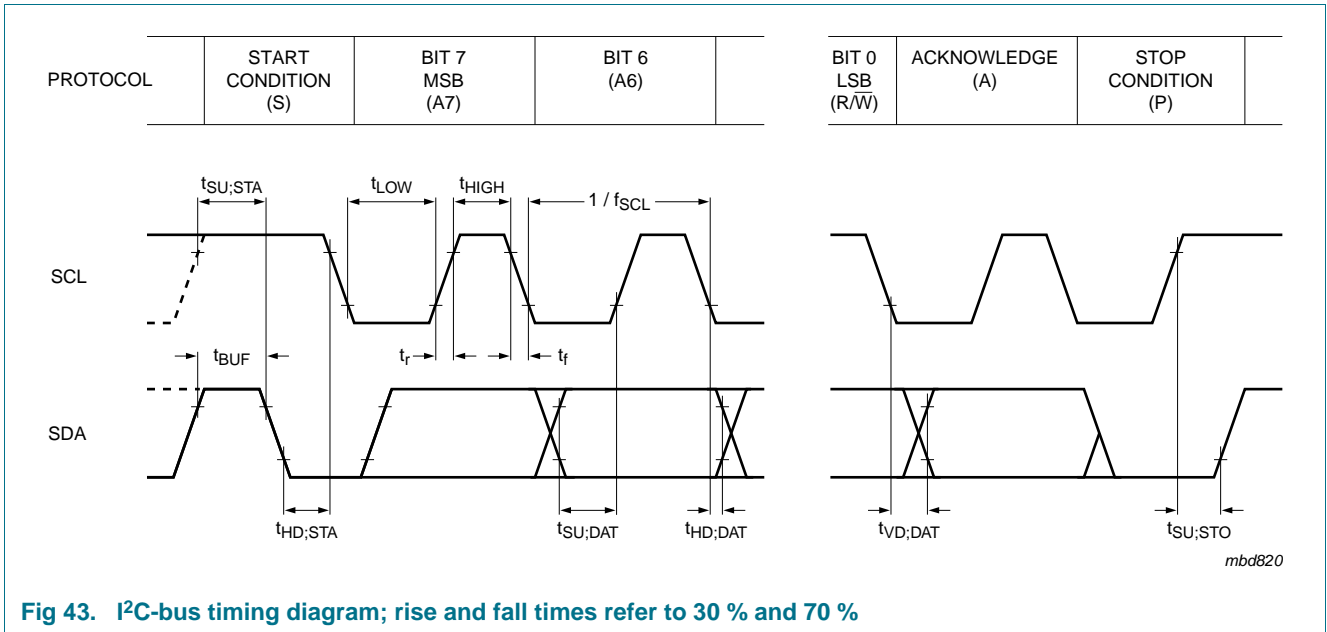 PROTOCOL
START
CONDITION
(S)
BIT 7
MSB
(A7)
BIT 6
(A6)
BIT 0
LSB
(R/W̅)
ACKNOWLEDGE
(A)
STOP
CONDITION
(P)
tSU;STA
tLOW
tHIGH
1 / fSCL
SCL
tBUF
tr
tf
SDA
tHD;STA
tSU;DAT
tHD;DAT
tVD;DAT
tSU;STO
mbd820
Fig 43. I²C-bus timing diagram; rise and fall times refer to 30 % and 70 %